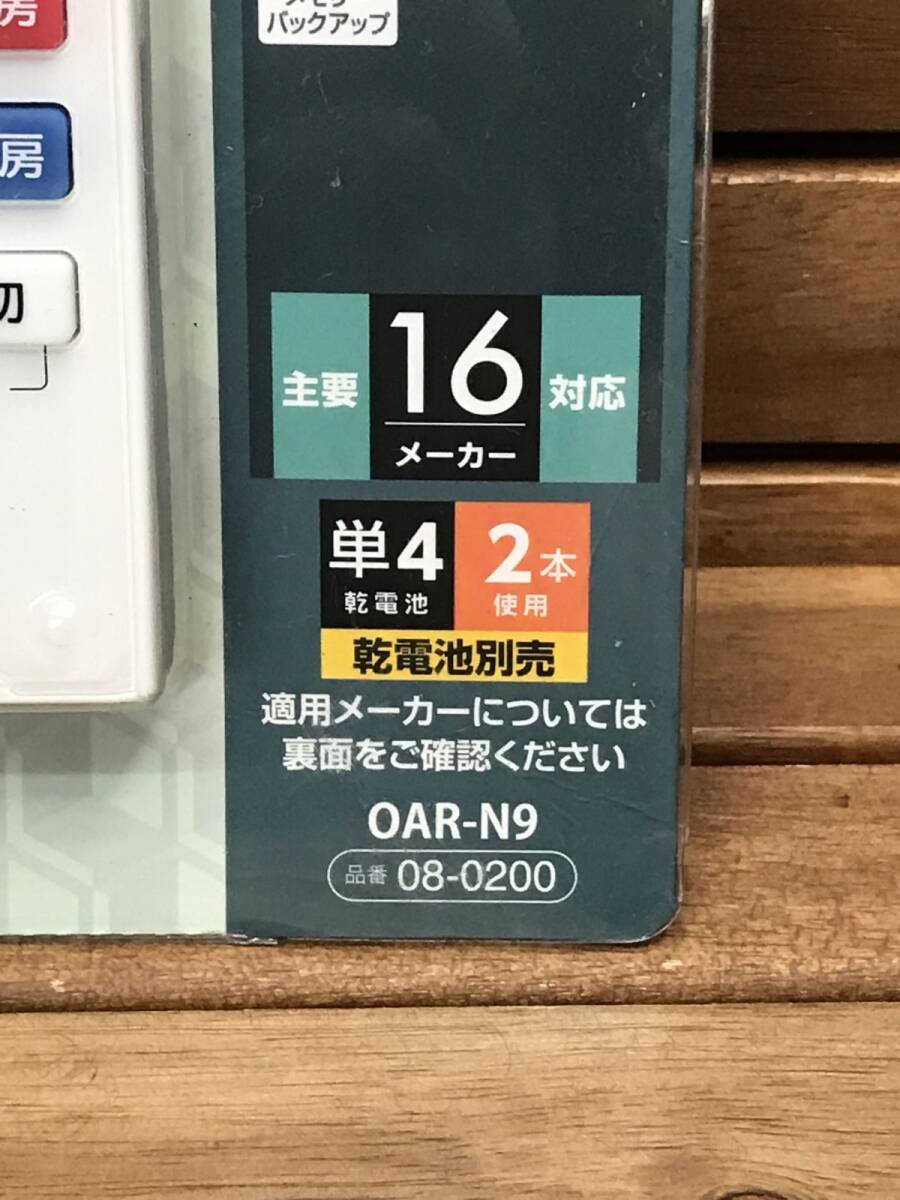 バックアップ
房
房
切
主要
16
メーカー
対応
単4
乾電池
2本
使用
乾電池別売
適用メーカーについては
裏面をご確認ください
OAR-N9
品番 08-0200